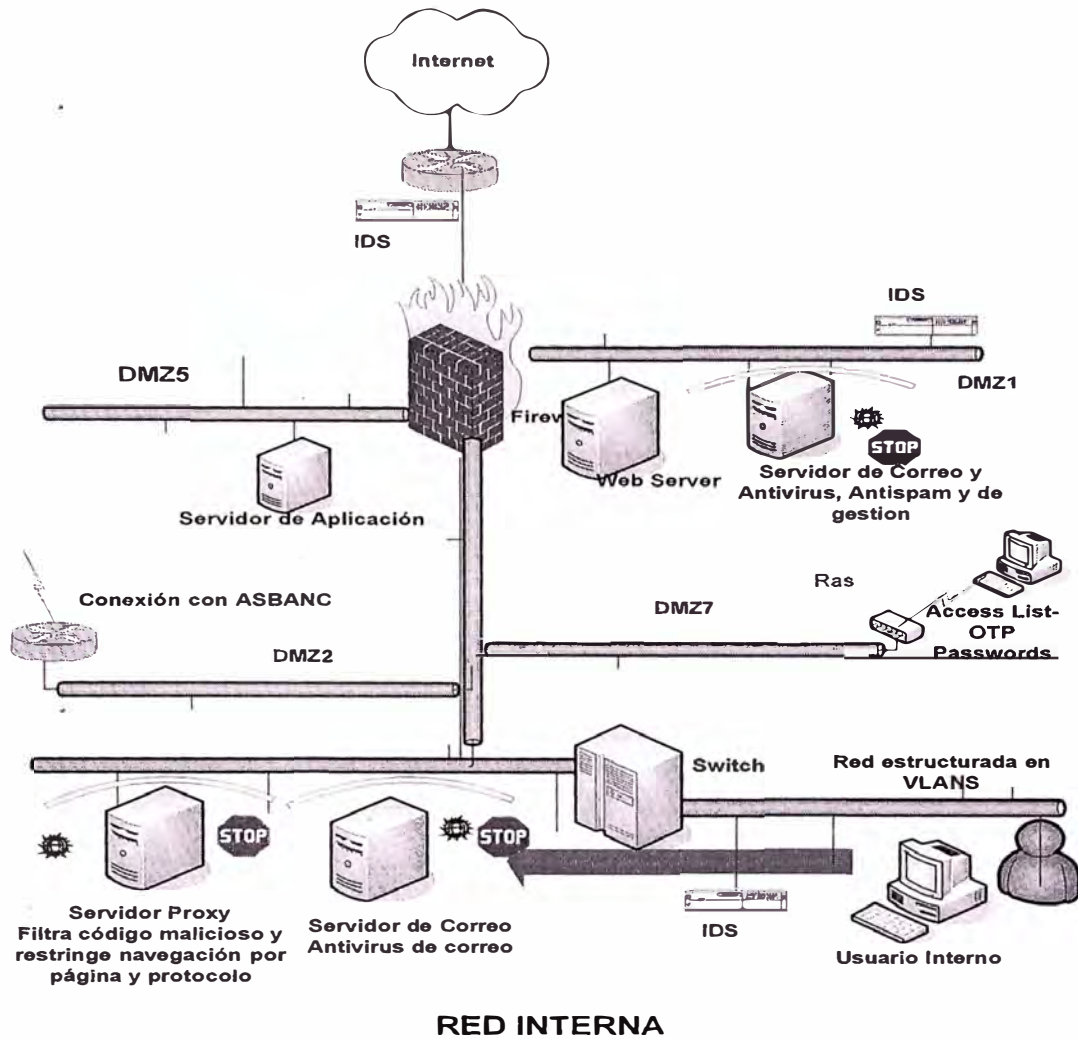 Internet
IDS
IDS
DMZ5
DMZ1
Firew
Web Server
STOP
Servidor de Correo y
Antivirus, Antispam y de
gestion
Servidor de Aplicación
Ras
Conexión con ASBANC
DMZ7
Access List-
OTP
Passwords
DMZ2
Switch
Red estructurada en
VLANS
STOP
STOP
Servidor Proxy
Filtra código malicioso y
restringe navegación por
página y protocolo
Servidor de Correo
Antivirus de correo
IDS
Usuario Interno
RED INTERNA